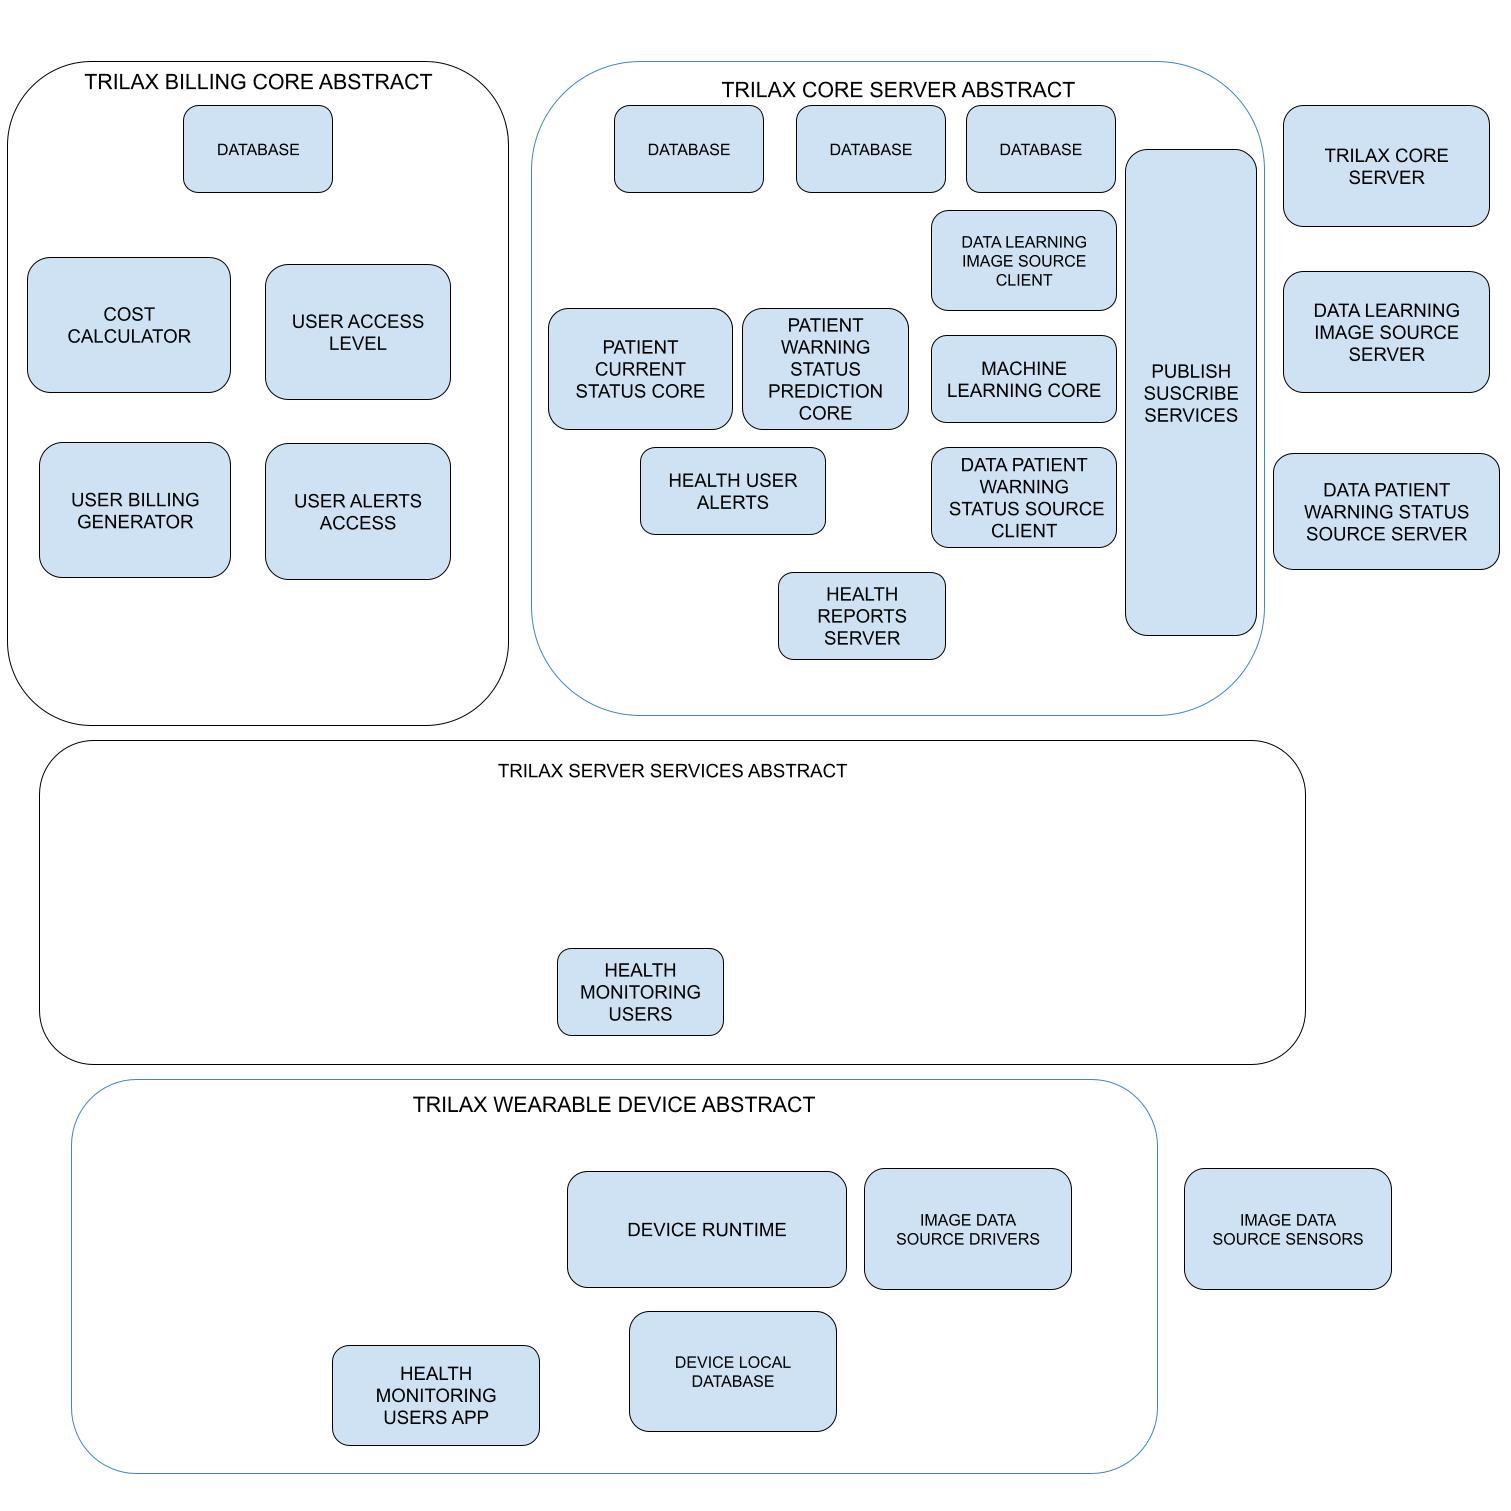 TRILAX BILLING CORE ABSTRACT
DATABASE
COST
CALCULATOR
USER ACCESS
LEVEL
USER BILLING
GENERATOR
USER ALERTS
ACCESS
TRILAX CORE SERVER ABSTRACT
DATABASE
DATABASE
DATABASE
DATA LEARNING
IMAGE SOURCE
CLIENT
PATIENT
CURRENT
STATUS CORE
PATIENT
WARNING
STATUS
PREDICTION
CORE
MACHINE
LEARNING CORE
HEALTH USER
ALERTS
DATA PATIENT
WARNING
STATUS SOURCE
CLIENT
HEALTH
REPORTS
SERVER
PUBLISH
SUSCRIBE
SERVICES
TRILAX CORE
SERVER
DATA LEARNING
IMAGE SOURCE
SERVER
DATA PATIENT
WARNING STATUS
SOURCE SERVER
TRILAX SERVER SERVICES ABSTRACT
HEALTH
MONITORING
USERS
TRILAX WEARABLE DEVICE ABSTRACT
DEVICE RUNTIME
IMAGE DATA
SOURCE DRIVERS
IMAGE DATA
SOURCE SENSORS
HEALTH
MONITORING
USERS APP
DEVICE LOCAL
DATABASE